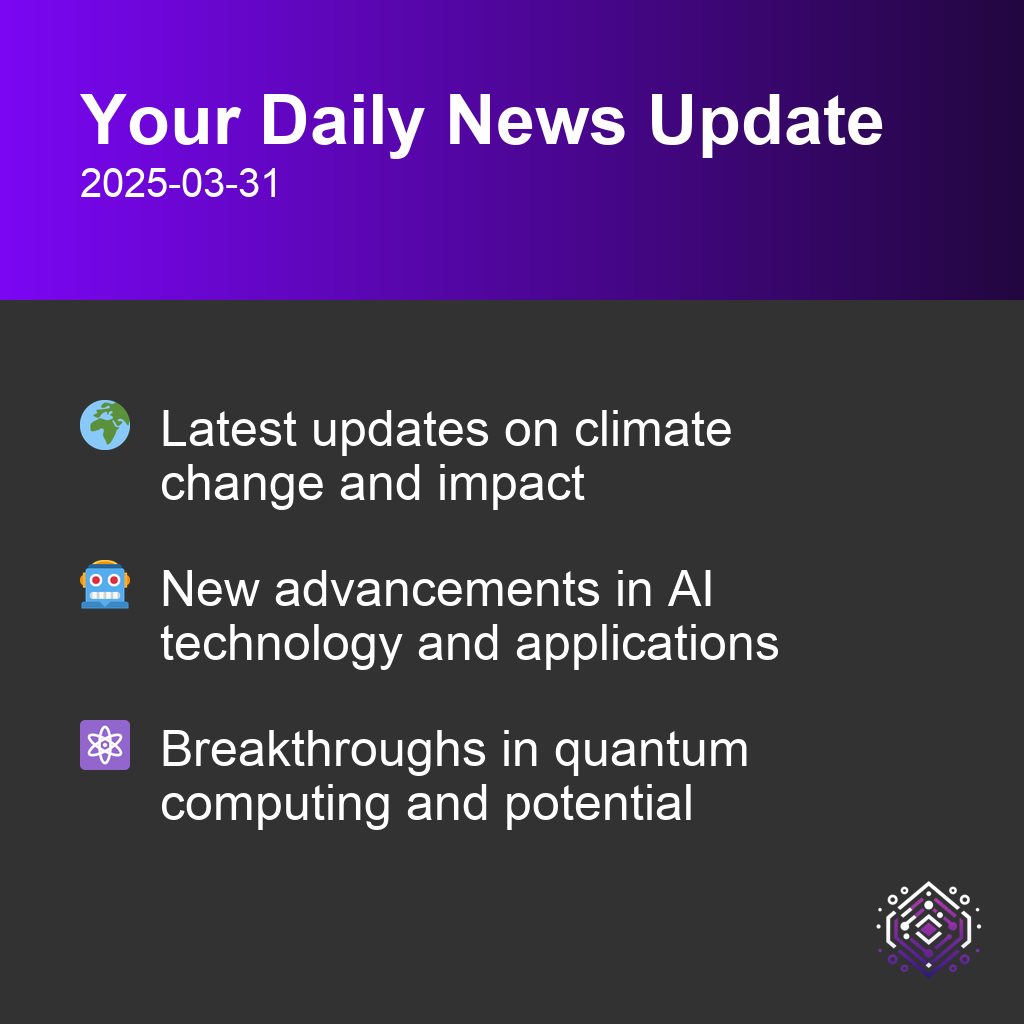 Your Daily News Update
2025-03-31
Latest updates on climate
change and impact
New advancements in AI
technology and applications
Breakthroughs in quantum
computing and potential